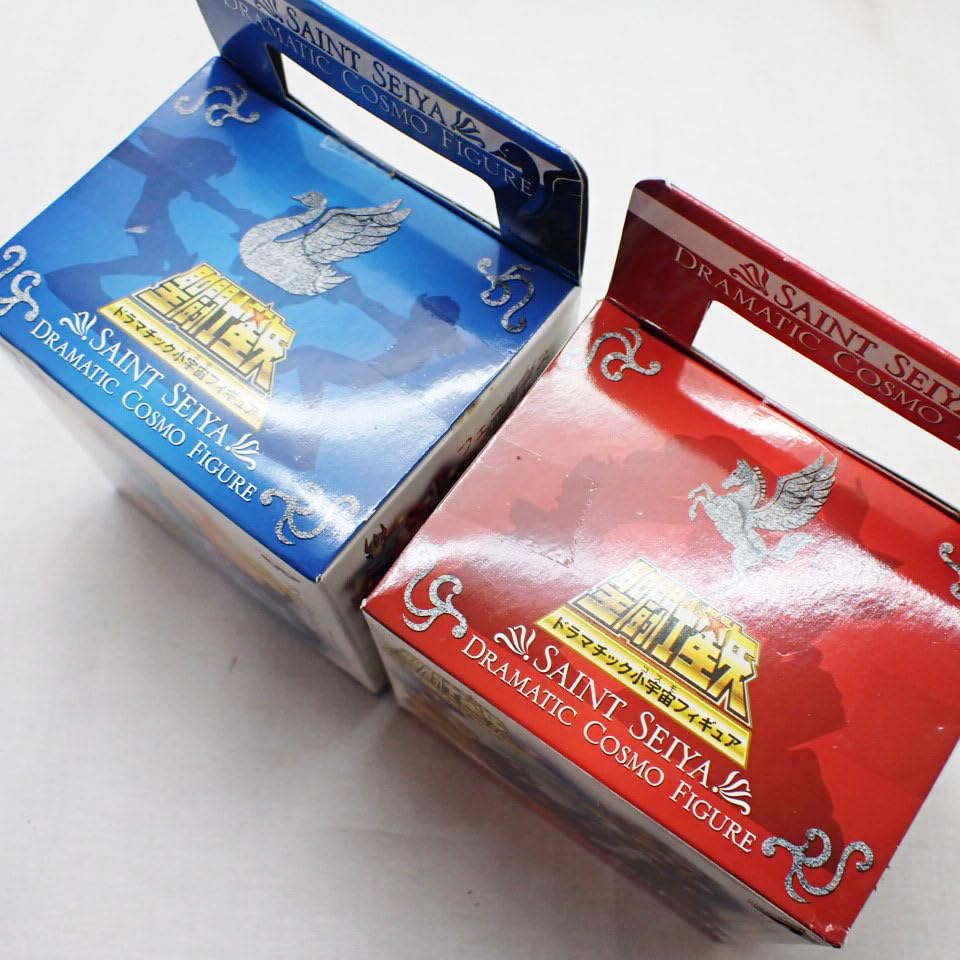 SAINT SEIYA
DRAMATIC COSMO FIGURE
聖闘士星矢
ドラマチック小宇宙フィギュア
SAINT SEIYA
DRAMATIC COSMO FIGURE
SAINT SEIYA
DRAMATIC COSMO
聖闘士星矢
コスモ
ドラマチック小宇宙フィギュア
SAINT SEIYA
DRAMATIC COSMO FIGURE